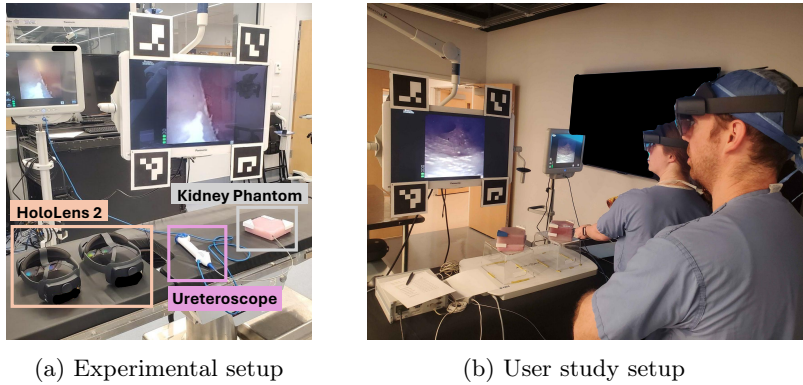 Kidney Phantom
HoloLens 2
Ureteroscope
(a) Experimental setup
(b) User study setup